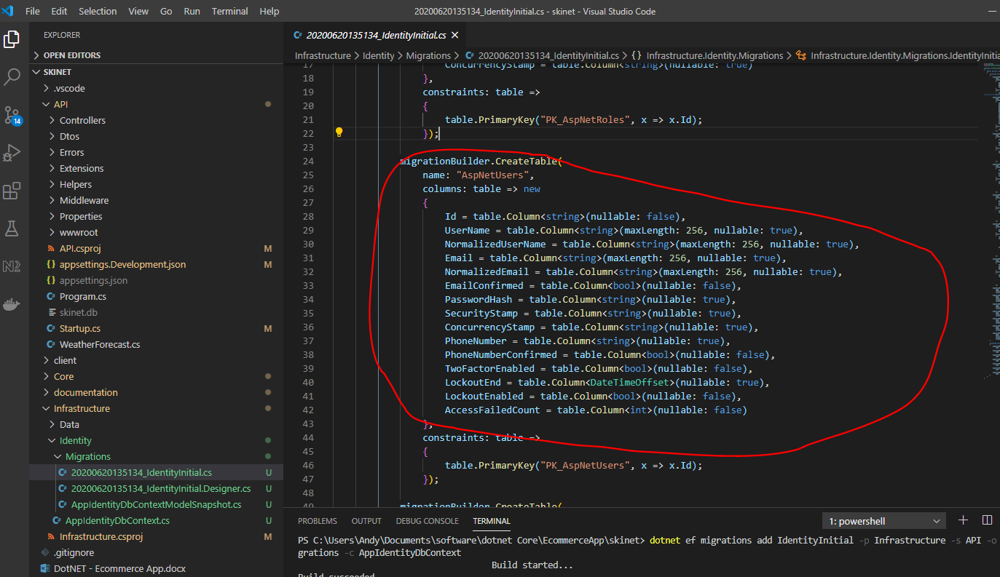 File Edit Selection View Go Run Terminal Help
20200620135134_IdentityInitial.cs - skinet - Visual Studio Code
EXPLORER
OPEN EDITORS
SKINET
.vscode
API
Controllers
Dtos
Errors
Extensions
Helpers
Middleware
Properties
wwwroot
API.csproj M
appsettings.Development.json M
appsettings.json
Program.cs
skinet.db
Startup.cs M
WeatherForecast.cs
client
Core
documentation
Infrastructure
Data
Identity
Migrations
20200620135134_IdentityInitial.cs U
20200620135134_IdentityInitial.Designer.cs U
AppIdentityDbContextModelSnapshot.cs U
AppIdentityDbContext.cs U
Infrastructure.csproj M
.gitignore
DotNET - Ecommerce App.docx
14
20200620135134_IdentityInitial.cs
Infrastructure > Identity > Migrations > 20200620135134_IdentityInitial.cs > {} Infrastructure.Identity.Migrations > Infrastructure.Identity.Migrations.IdentityInitia
17 ConcurrencyStamp = table.Column<string>(nullable: true)
18 },
19 constraints: table =>
20 {
21 table.PrimaryKey("PK_AspNetRoles", x => x.Id);
22 });
23
24 migrationBuilder.CreateTable(
25 name: "AspNetUsers",
26 columns: table => new
27 {
28 Id = table.Column<string>(nullable: false),
29 UserName = table.Column<string>(maxLength: 256, nullable: true),
30 NormalizedUserName = table.Column<string>(maxLength: 256, nullable: true),
31 Email = table.Column<string>(maxLength: 256, nullable: true),
32 NormalizedEmail = table.Column<string>(maxLength: 256, nullable: true),
33 EmailConfirmed = table.Column<bool>(nullable: false),
34 PasswordHash = table.Column<string>(nullable: true),
35 SecurityStamp = table.Column<string>(nullable: true),
36 ConcurrencyStamp = table.Column<string>(nullable: true),
37 PhoneNumber = table.Column<string>(nullable: true),
38 PhoneNumberConfirmed = table.Column<bool>(nullable: false),
39 TwoFactorEnabled = table.Column<bool>(nullable: false),
40 LockoutEnd = table.Column<DateTimeOffset>(nullable: true),
41 LockoutEnabled = table.Column<bool>(nullable: false),
42 AccessFailedCount = table.Column<int>(nullable: false)
43 },
44 constraints: table =>
45 {
46 table.PrimaryKey("PK_AspNetUsers", x => x.Id);
47 });
48
49 migrationBuilder.CreateTable(
PROBLEMS OUTPUT DEBUG CONSOLE TERMINAL
1: powershell
PS C:\Users\Andy\Documents\software\dotnet Core\EcommerceApp\skinet> dotnet ef migrations add IdentityInitial -p Infrastructure -s API -o
grations -c AppIdentityDbContext
Build started...
Build succeeded